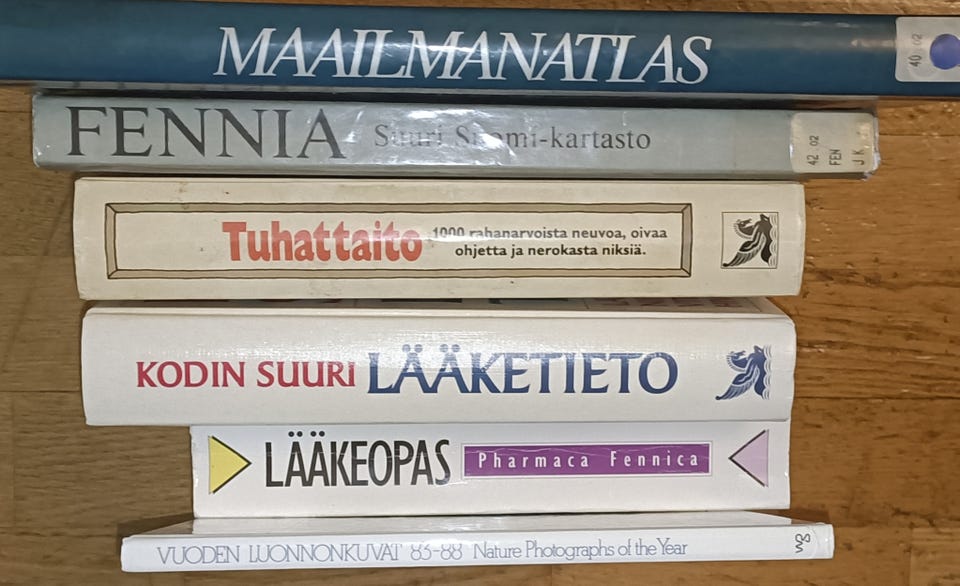 MAAILMANATLAS
40 02
FENNIA Suuri Suomi-kartasto
42 02
FEN
J K
Tuhattaito 1000 rahanarvoista neuvoa, oivaa
ohjetta ja nerokasta niksiä.
KODIN SUURI LÄÄKETIETO
LÄÄKEOPAS Pharmaca Fennica
VUODEN LUONNONKUVAT '83-88 Nature Photographs of the Year